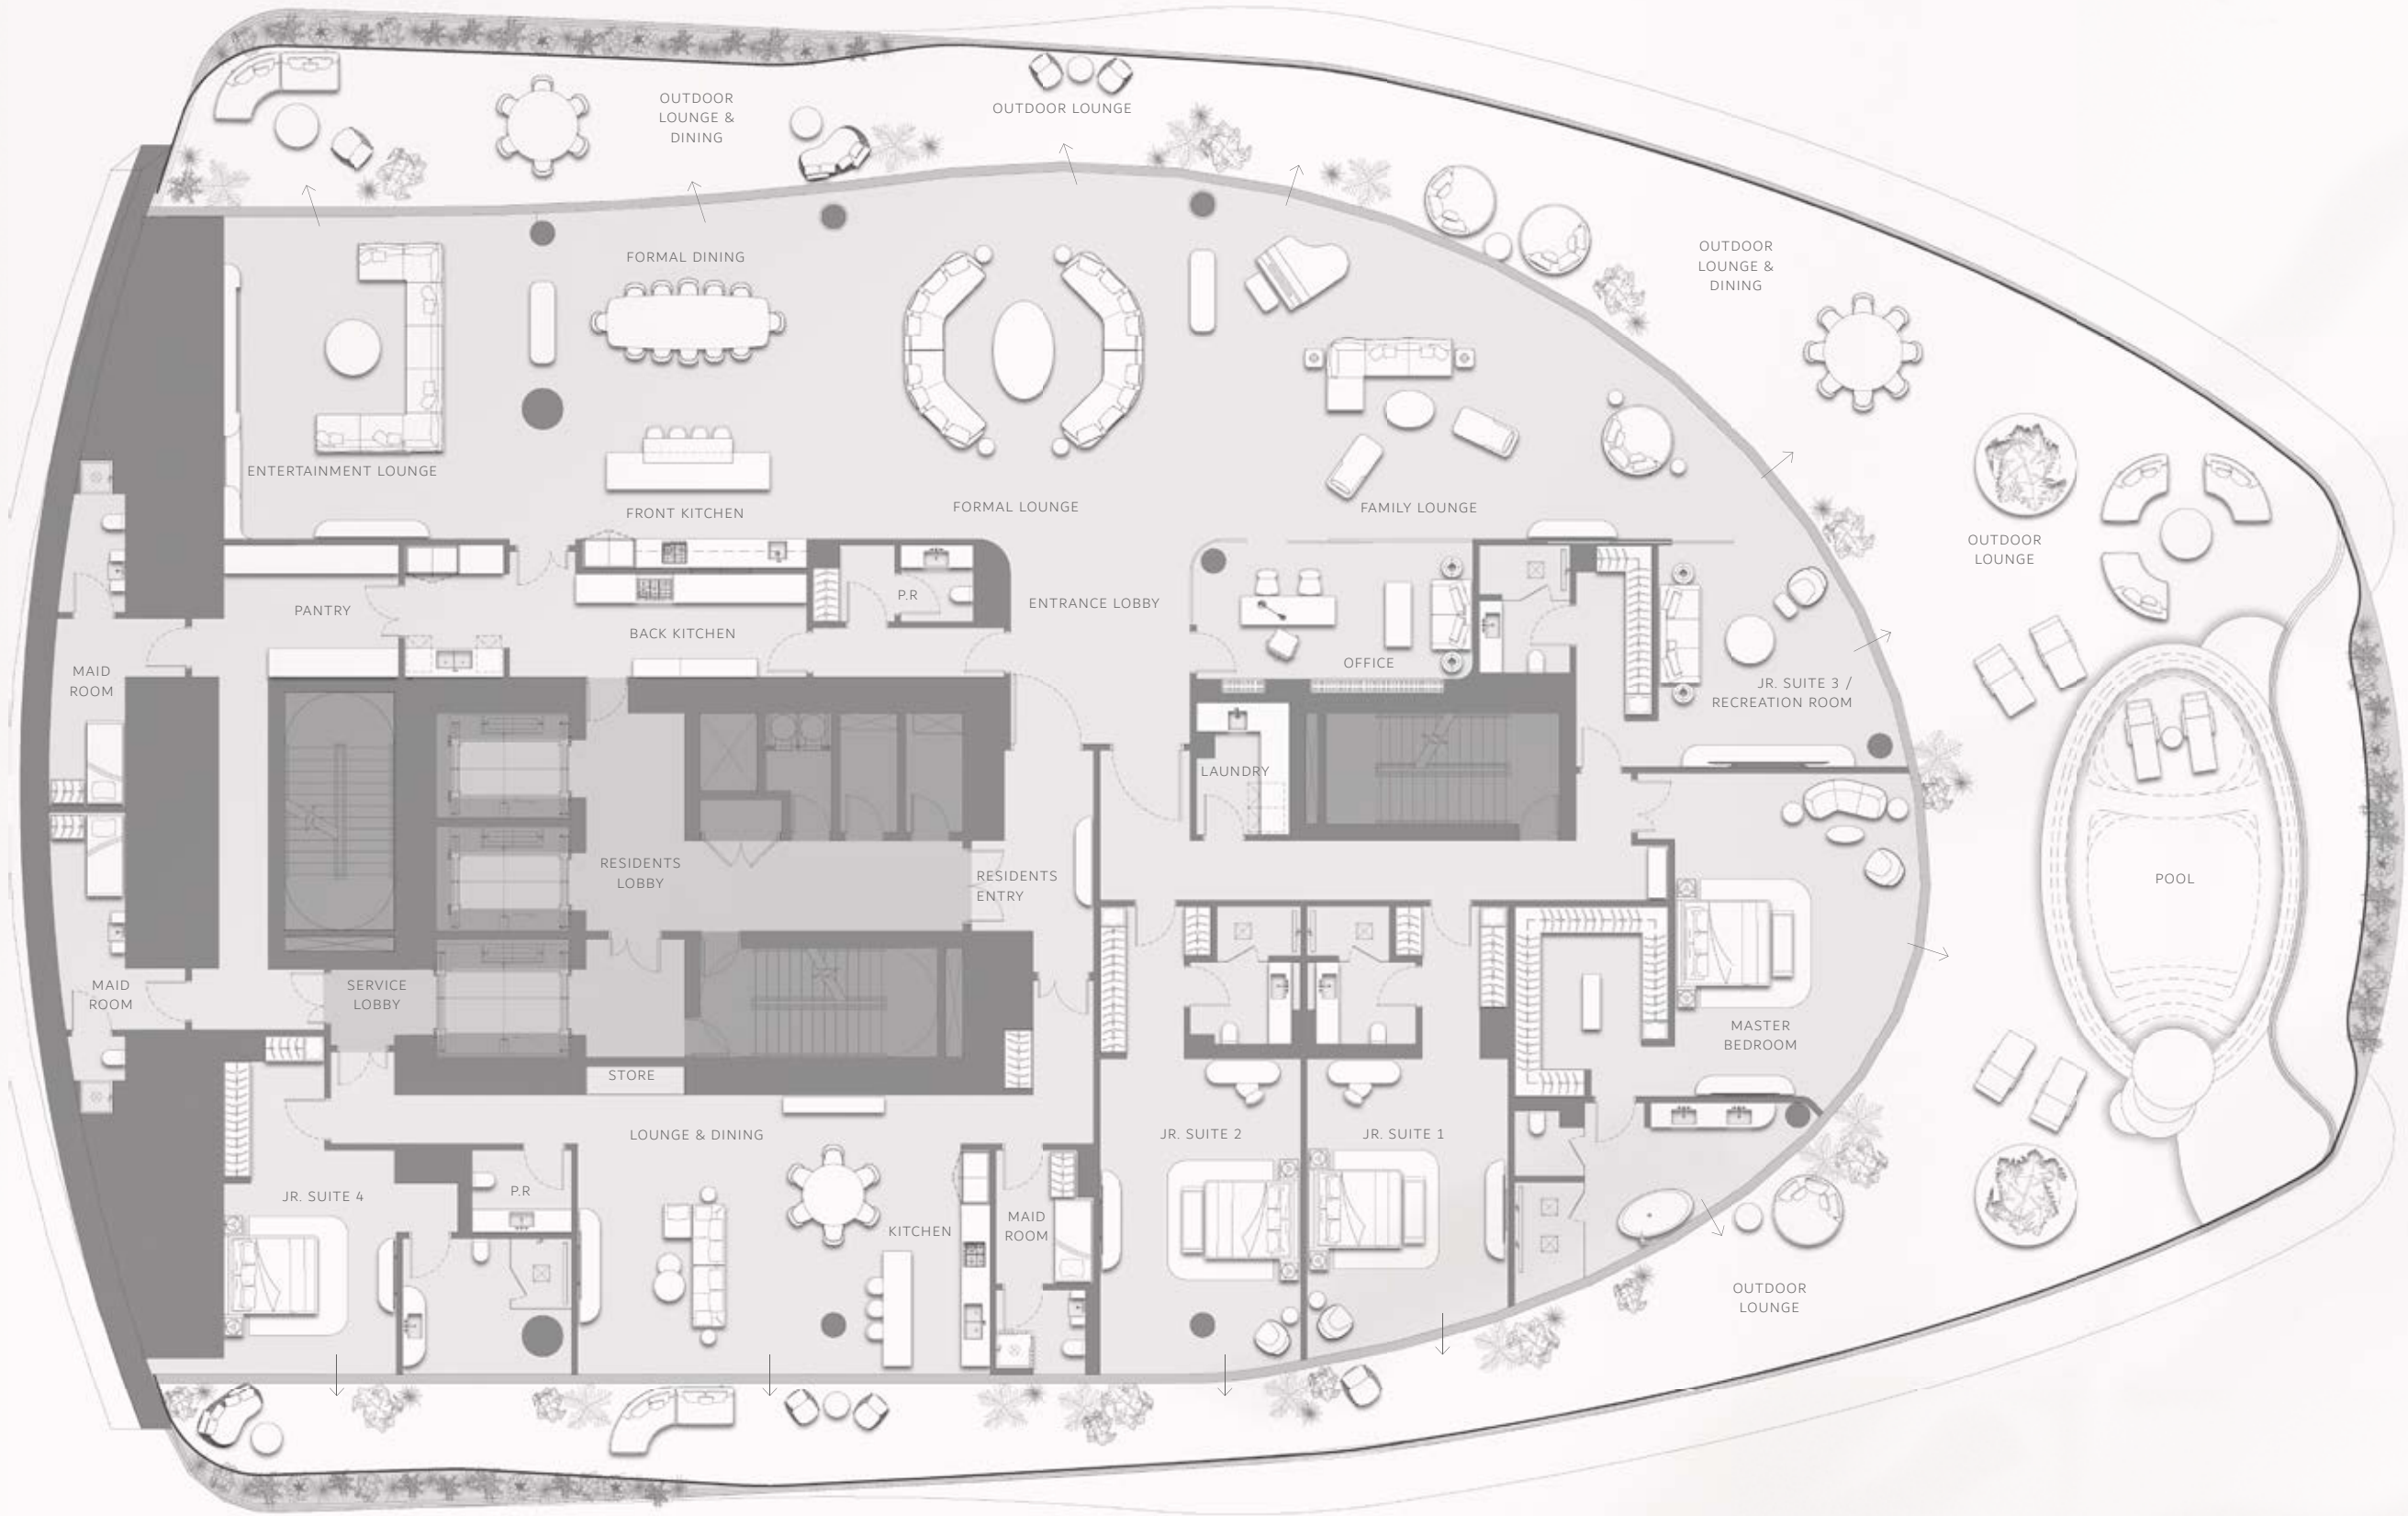 OUTDOOR
LOUNGE &
DINING
OUTDOOR LOUNGE
OUTDOOR
LOUNGE &
DINING
FORMAL DINING
ENTERTAINMENT LOUNGE
FRONT KITCHEN
FORMAL LOUNGE
FAMILY LOUNGE
OUTDOOR
LOUNGE
PANTRY
BACK KITCHEN
P.R
ENTRANCE LOBBY
OFFICE
MAID
ROOM
JR. SUITE 3 /
RECREATION ROOM
LAUNDRY
RESIDENTS
LOBBY
RESIDENTS
ENTRY
POOL
MAID
ROOM
SERVICE
LOBBY
MASTER
BEDROOM
STORE
LOUNGE & DINING
JR. SUITE 2
JR. SUITE 1
JR. SUITE 4
P.R
KITCHEN
MAID
ROOM
OUTDOOR
LOUNGE